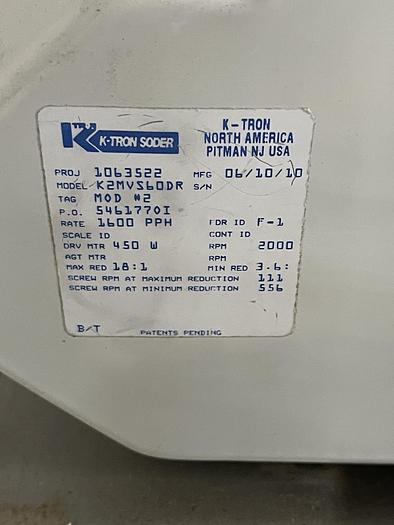 K-TRON SODER
K-TRON
NORTH AMERICA
PITMAN NJ USA
PROJ 1063522 MFG 06/10/10
MODEL K2MVS60DR S/N
TAG MOD #2
P.O. 5461770I
RATE 1600 PPH FDR ID F-1
SCALE ID CONT ID
DRV MTR 450 W RPM 2000
AGT MTR RPM
MAX RED 18:1 MIN RED 3.6:
SCREW RPM AT MAXIMUM REDUCTION 111
SCREW RPM AT MINIMUM REDUCTION 556
B/T PATENTS PENDING